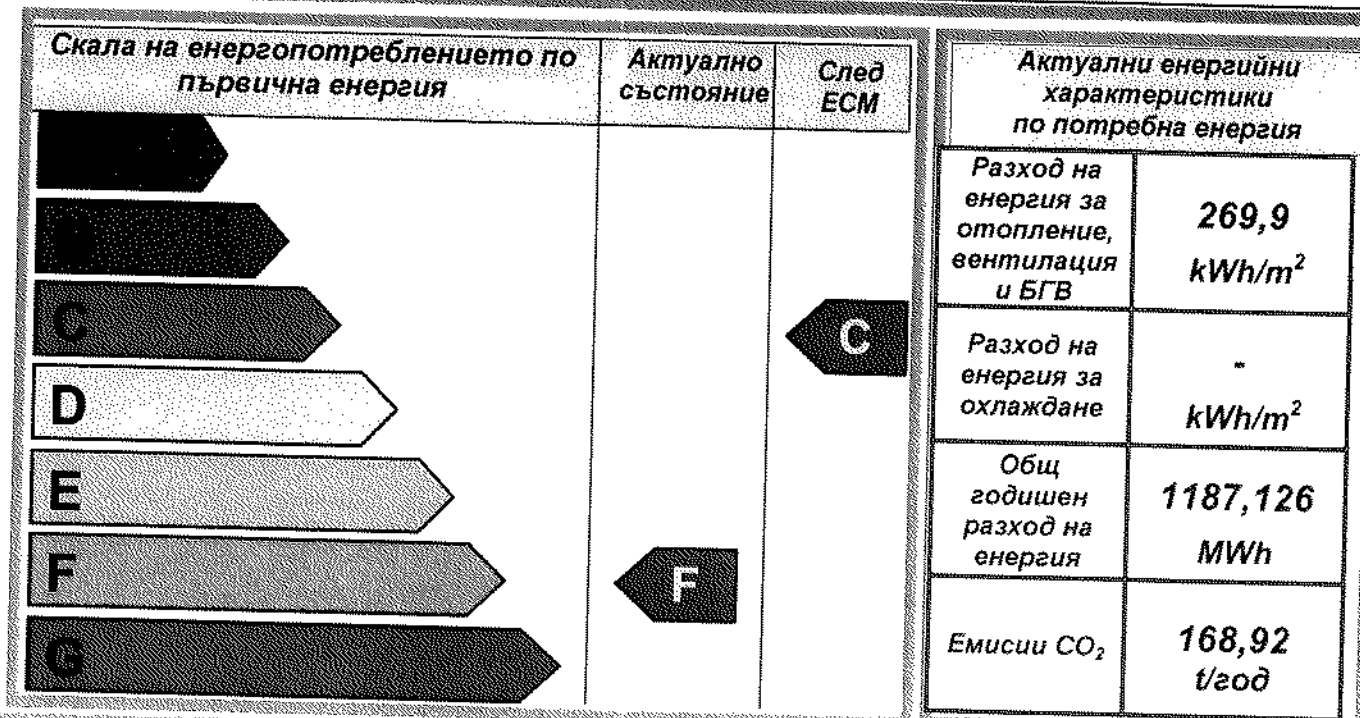 Скала на енергопотреблението по
първична енергия
Актуално
състояние
След
ЕСМ
C
D
E
F
G
C
F
Актуални енергийни
характеристики
по потребна енергия
Разход на
енергия за
отопление,
вентилация
и БГВ
269,9
kWh/m²
Разход на
енергия за
охлаждане
-
kWh/m²
Общ
годишен
разход на
енергия
1187,126
MWh
Емисии CO₂
168,92
t/год